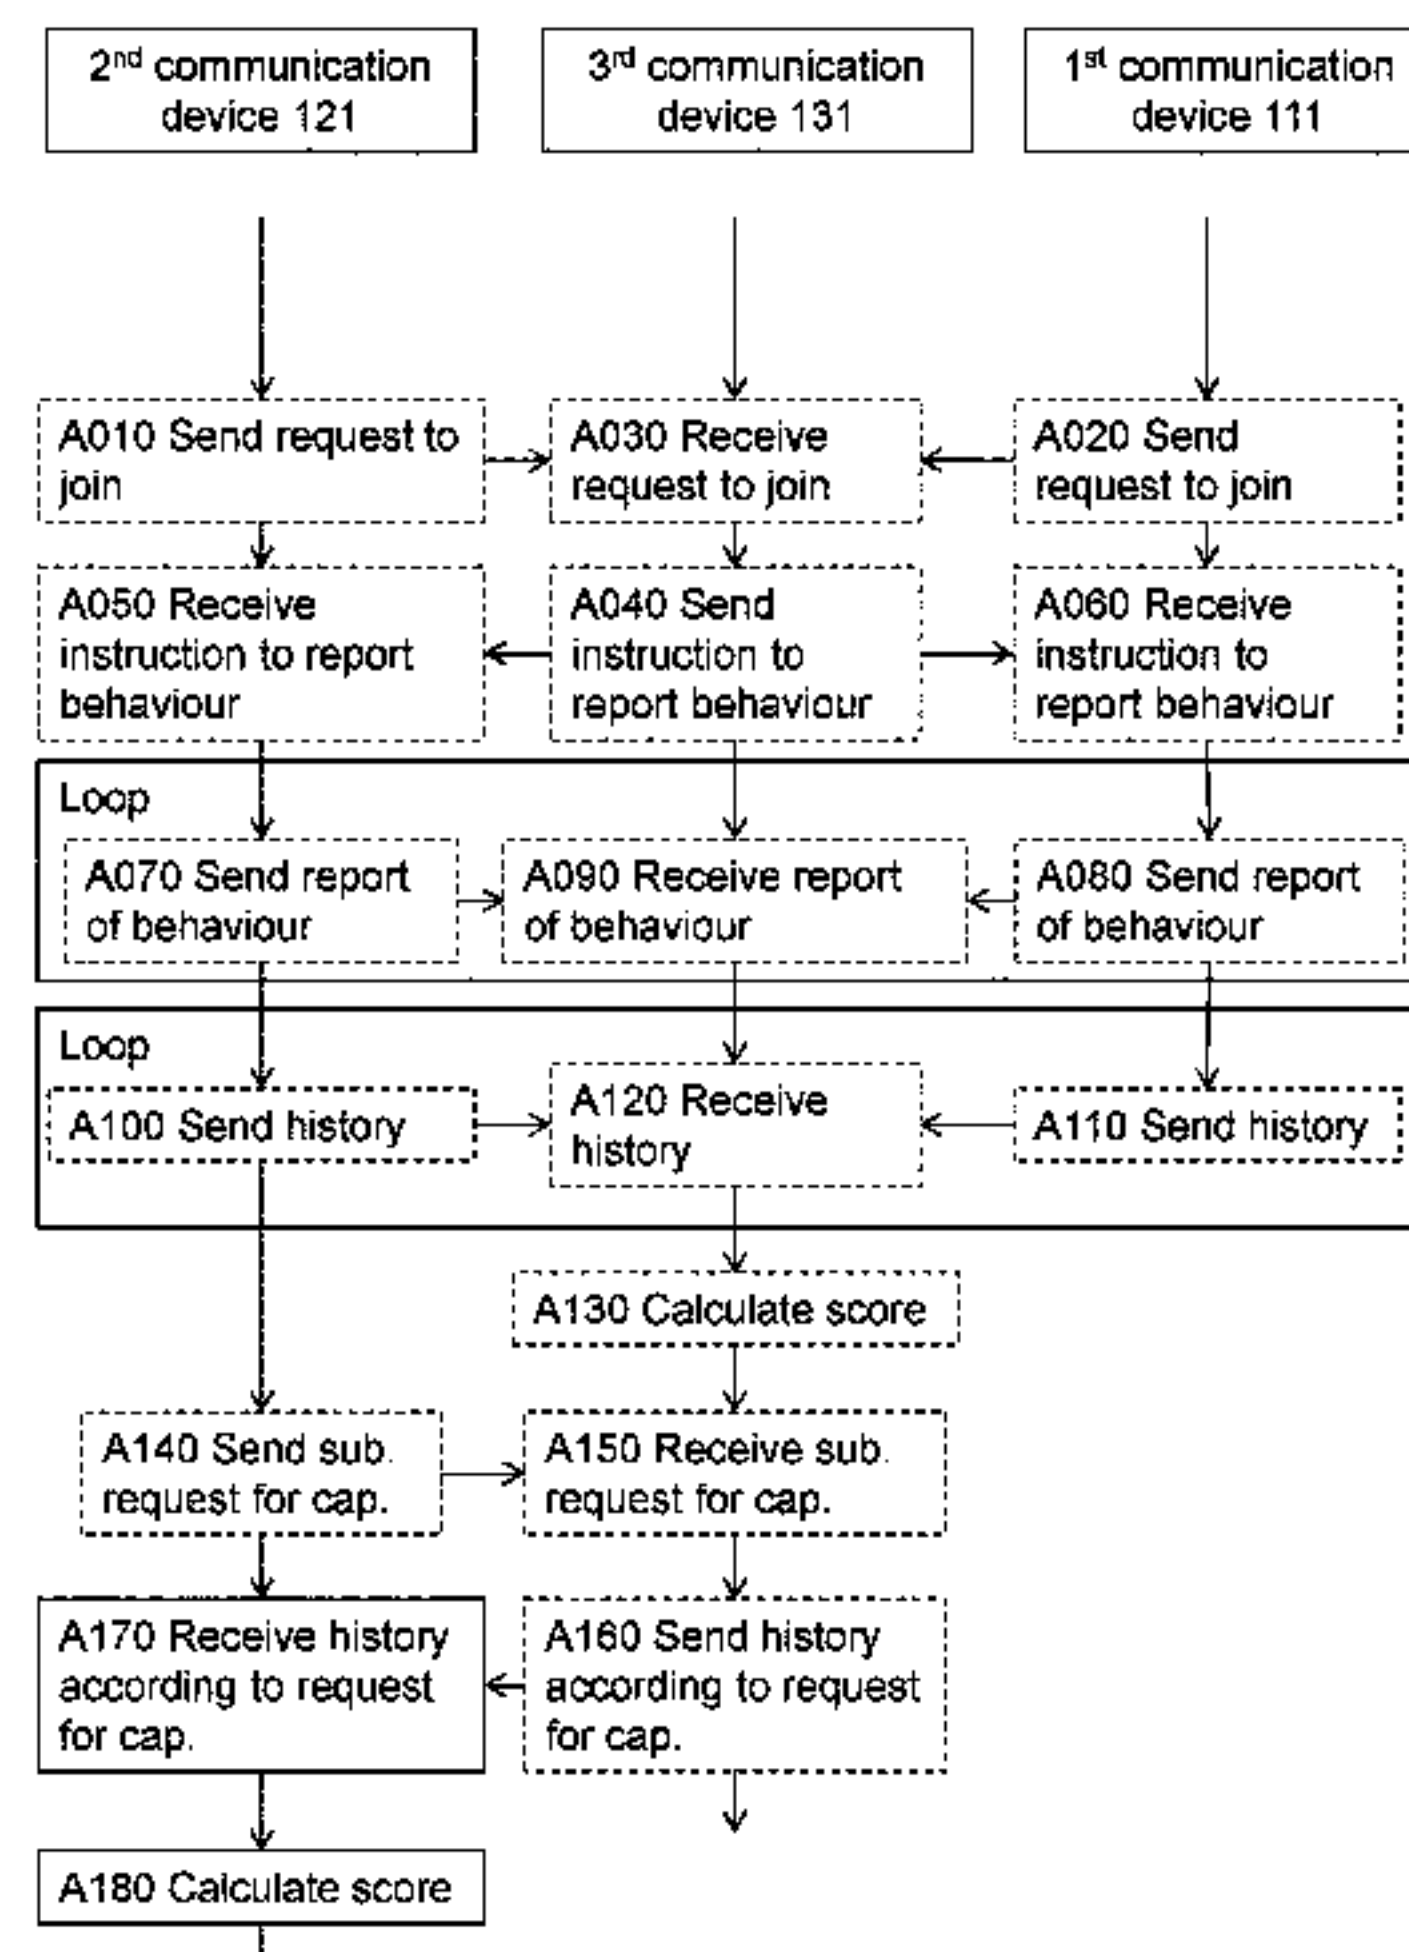 2nd communication
device 121
3rd communication
device 131
1st communication
device 111
A010 Send request to
join
A030 Receive
request to join
A020 Send
request to join
A050 Receive
instruction to report
behaviour
A040 Send
instruction to
report behaviour
A060 Receive
instruction to
report behaviour
Loop
A070 Send report
of behaviour
A090 Receive report
of behaviour
A080 Send report
of behaviour
Loop
A100 Send history
A120 Receive
history
A110 Send history
A130 Calculate score
A140 Send sub.
request for cap.
A150 Receive sub.
request for cap.
A170 Receive history
according to request
for cap.
A160 Send history
according to request
for cap.
A180 Calculate score